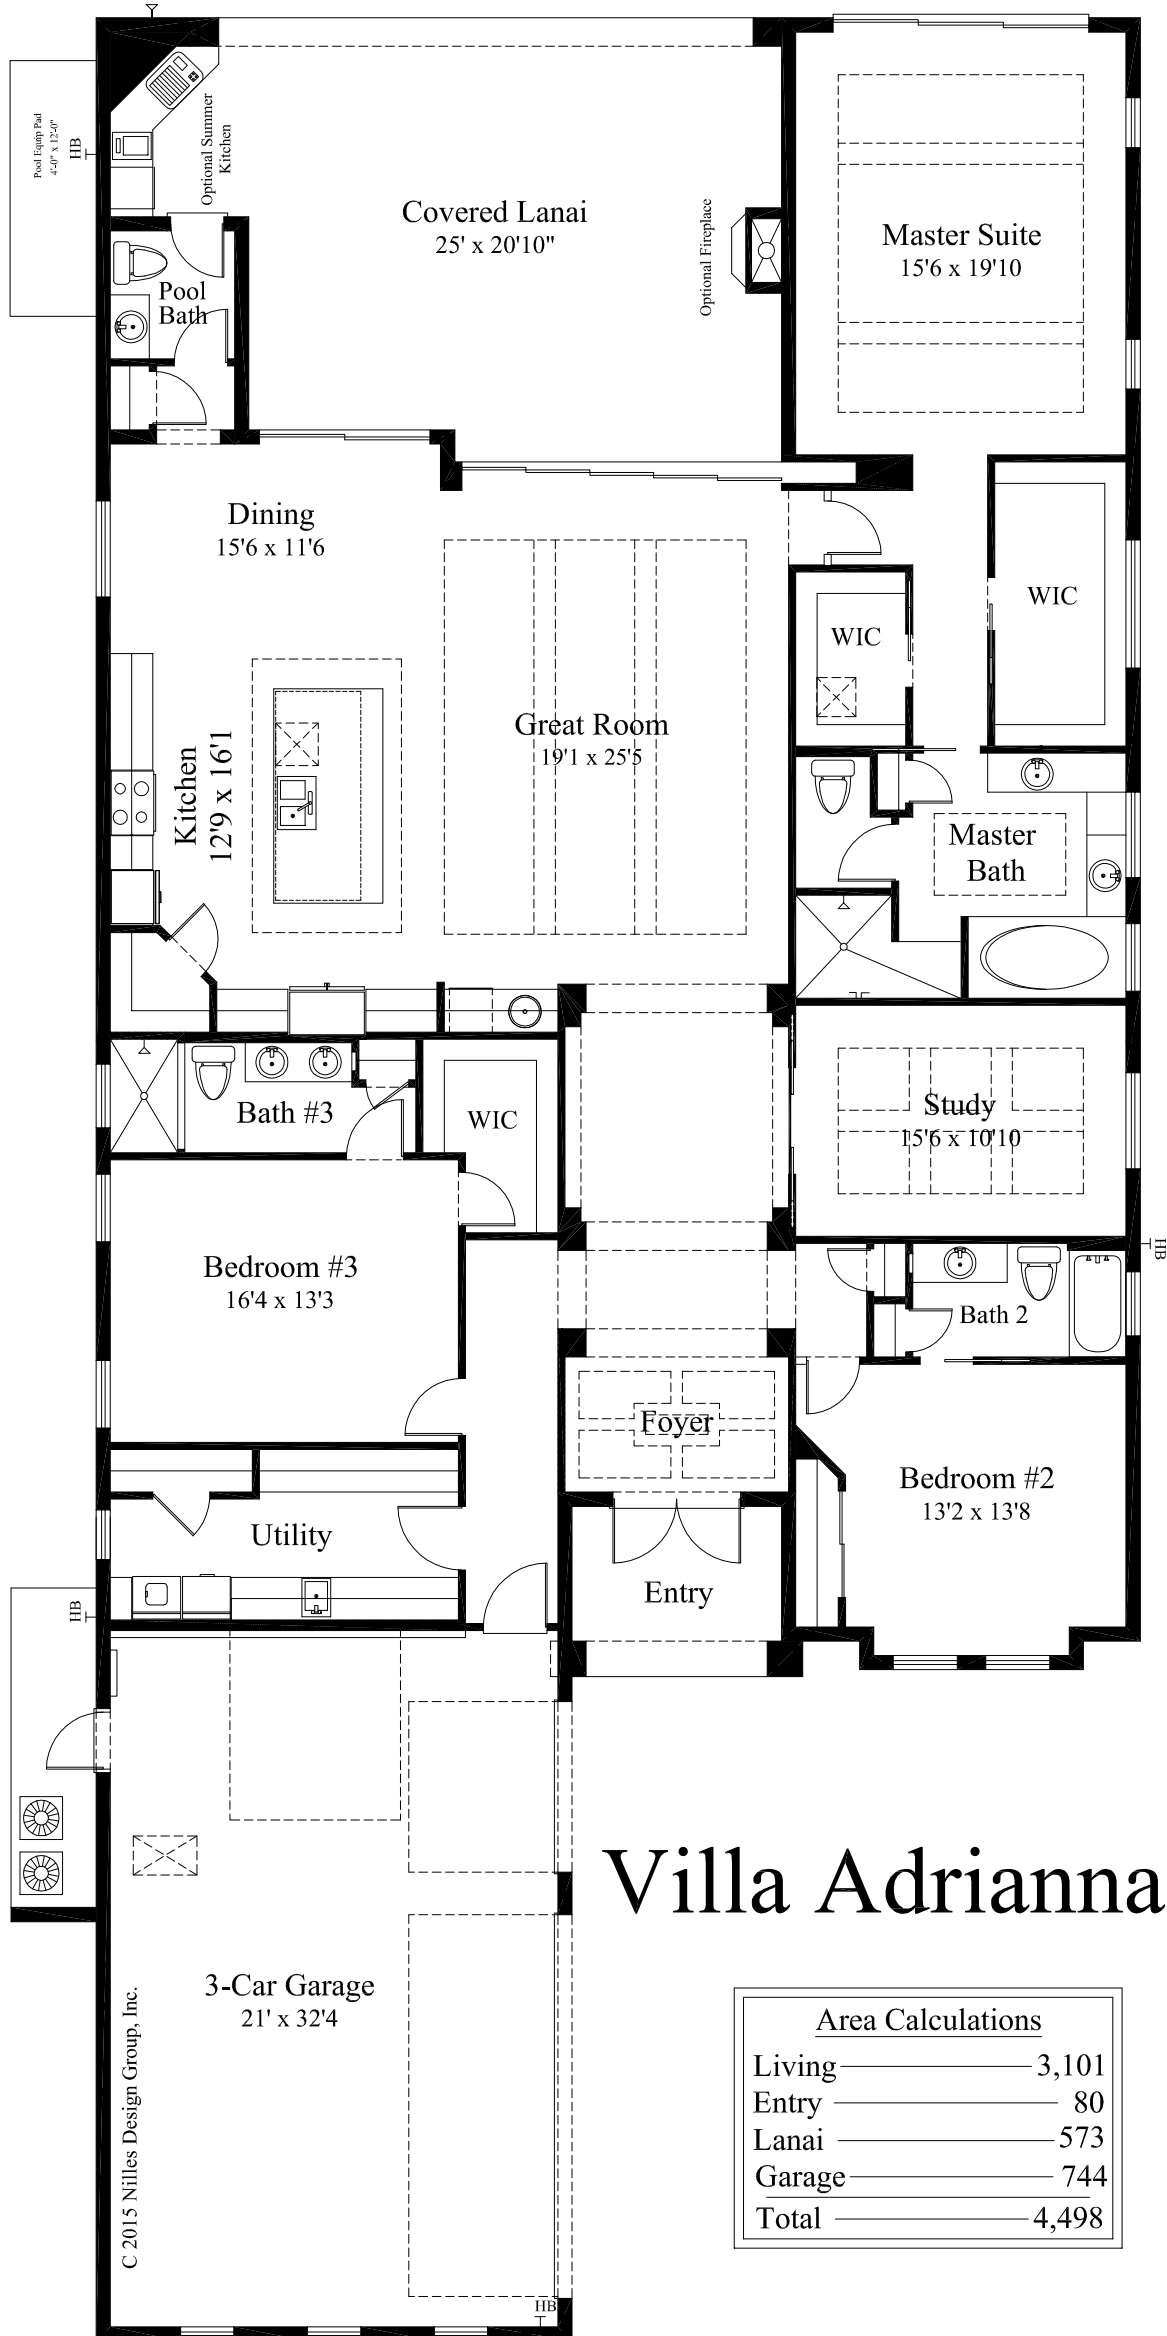 Pool Equip Pad
4'-0" x 12'-0"
HB
Optional Summer
Kitchen
Covered Lanai
25' x 20'10"
Optional Fireplace
Master Suite
15'6 x 19'10
Pool
Bath
Dining
15'6 x 11'6
WIC
WIC
Kitchen
12'9 x 16'1
Great Room
19'1 x 25'5
Master
Bath
Bath #3
WIC
Study
15'6 x 10'10
HB
Bedroom #3
16'4 x 13'3
Bath 2
Foyer
Bedroom #2
13'2 x 13'8
Utility
Entry
HB
Villa Adrianna
3-Car Garage
21' x 32'4
C 2015 Nilles Design Group, Inc.
HB
Area Calculations
Living 3,101
Entry 80
Lanai 573
Garage 744
Total 4,498